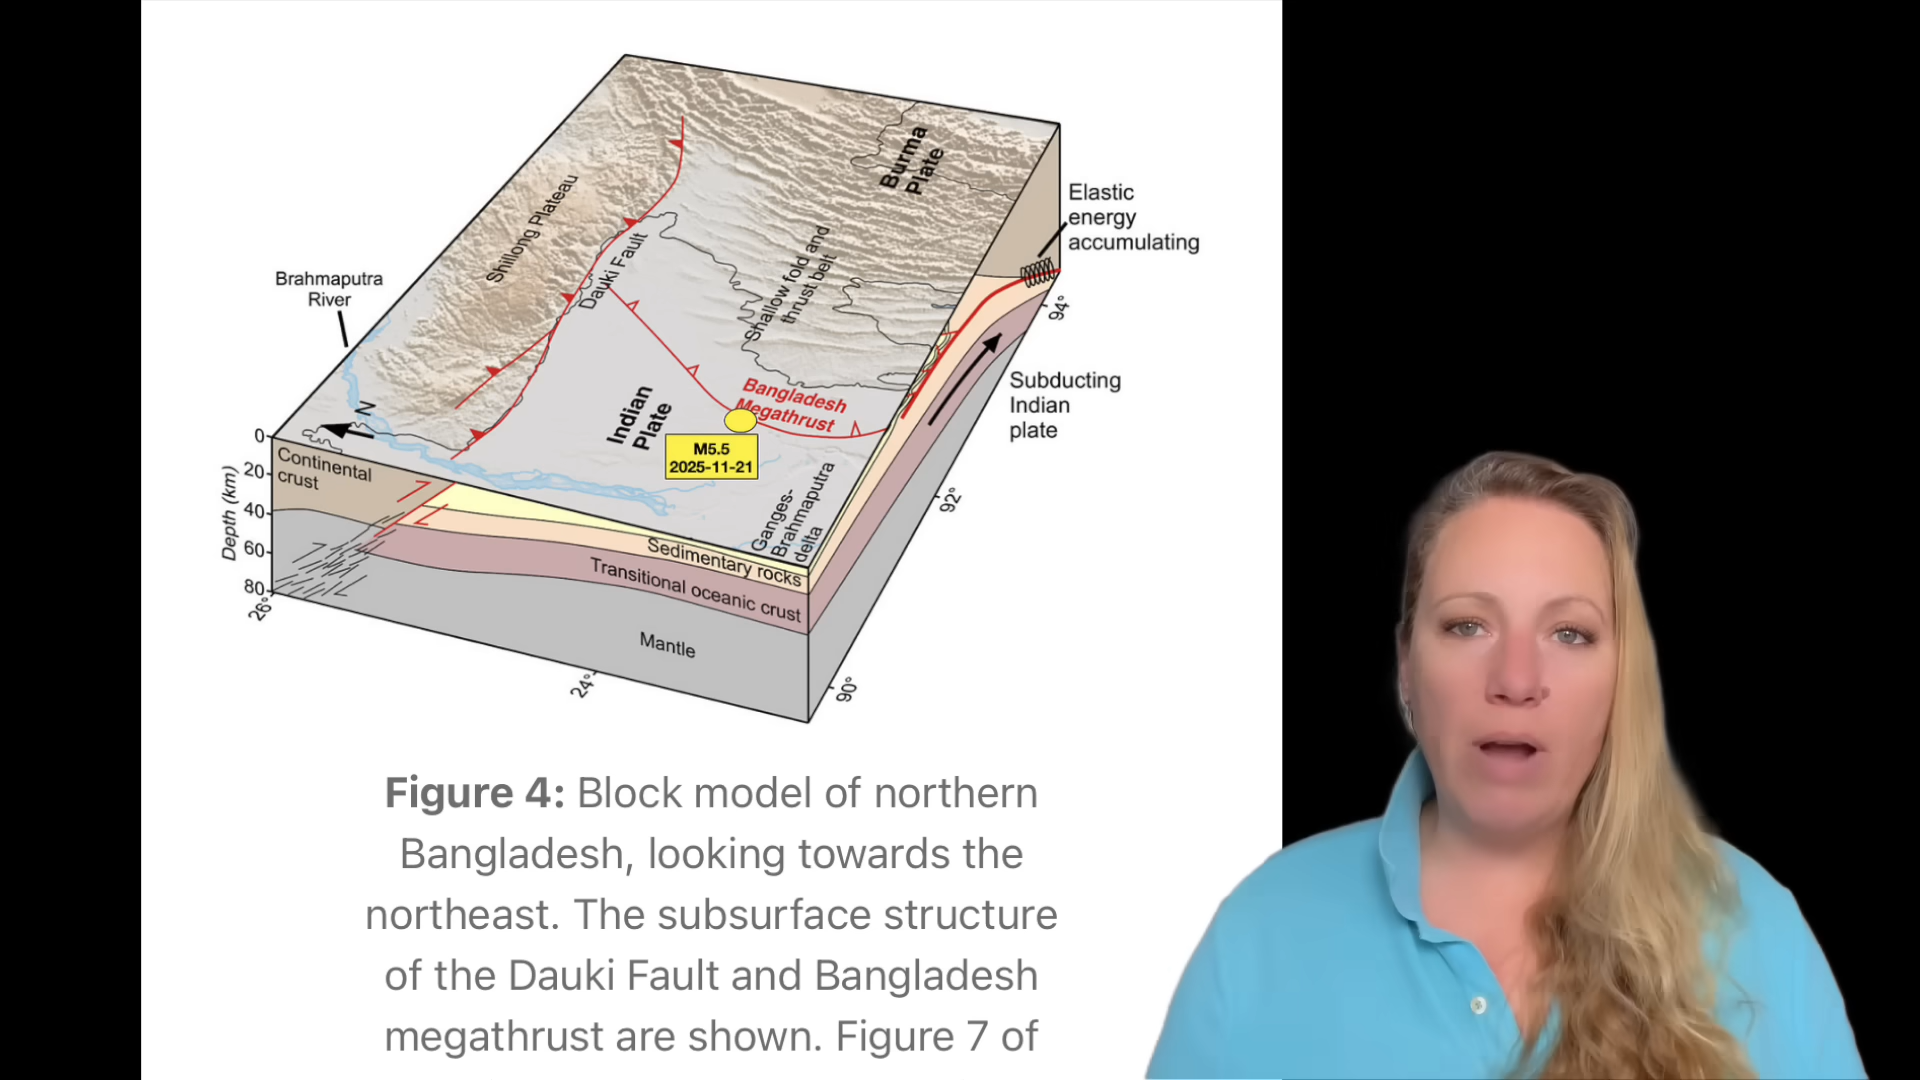 Burma
Plate
Elastic
energy
accumulating
Shillong Plateau
Brahmaputra
River
Dauki Fault
Shallow fold and
thrust belt
94°
Bangladesh
Megathrust
Subducting
Indian
plate
Indian
Plate
N
M5.5
2025-11-21
Ganges-
Brahmaputra
delta
92°
Depth (km)
0
20
40
60
80
Continental
crust
Sedimentary rocks
Transitional oceanic crust
Mantle
26°
24°
90°
Figure 4: Block model of northern
Bangladesh, looking towards the
northeast. The subsurface structure
of the Dauki Fault and Bangladesh
megathrust are shown. Figure 7 of